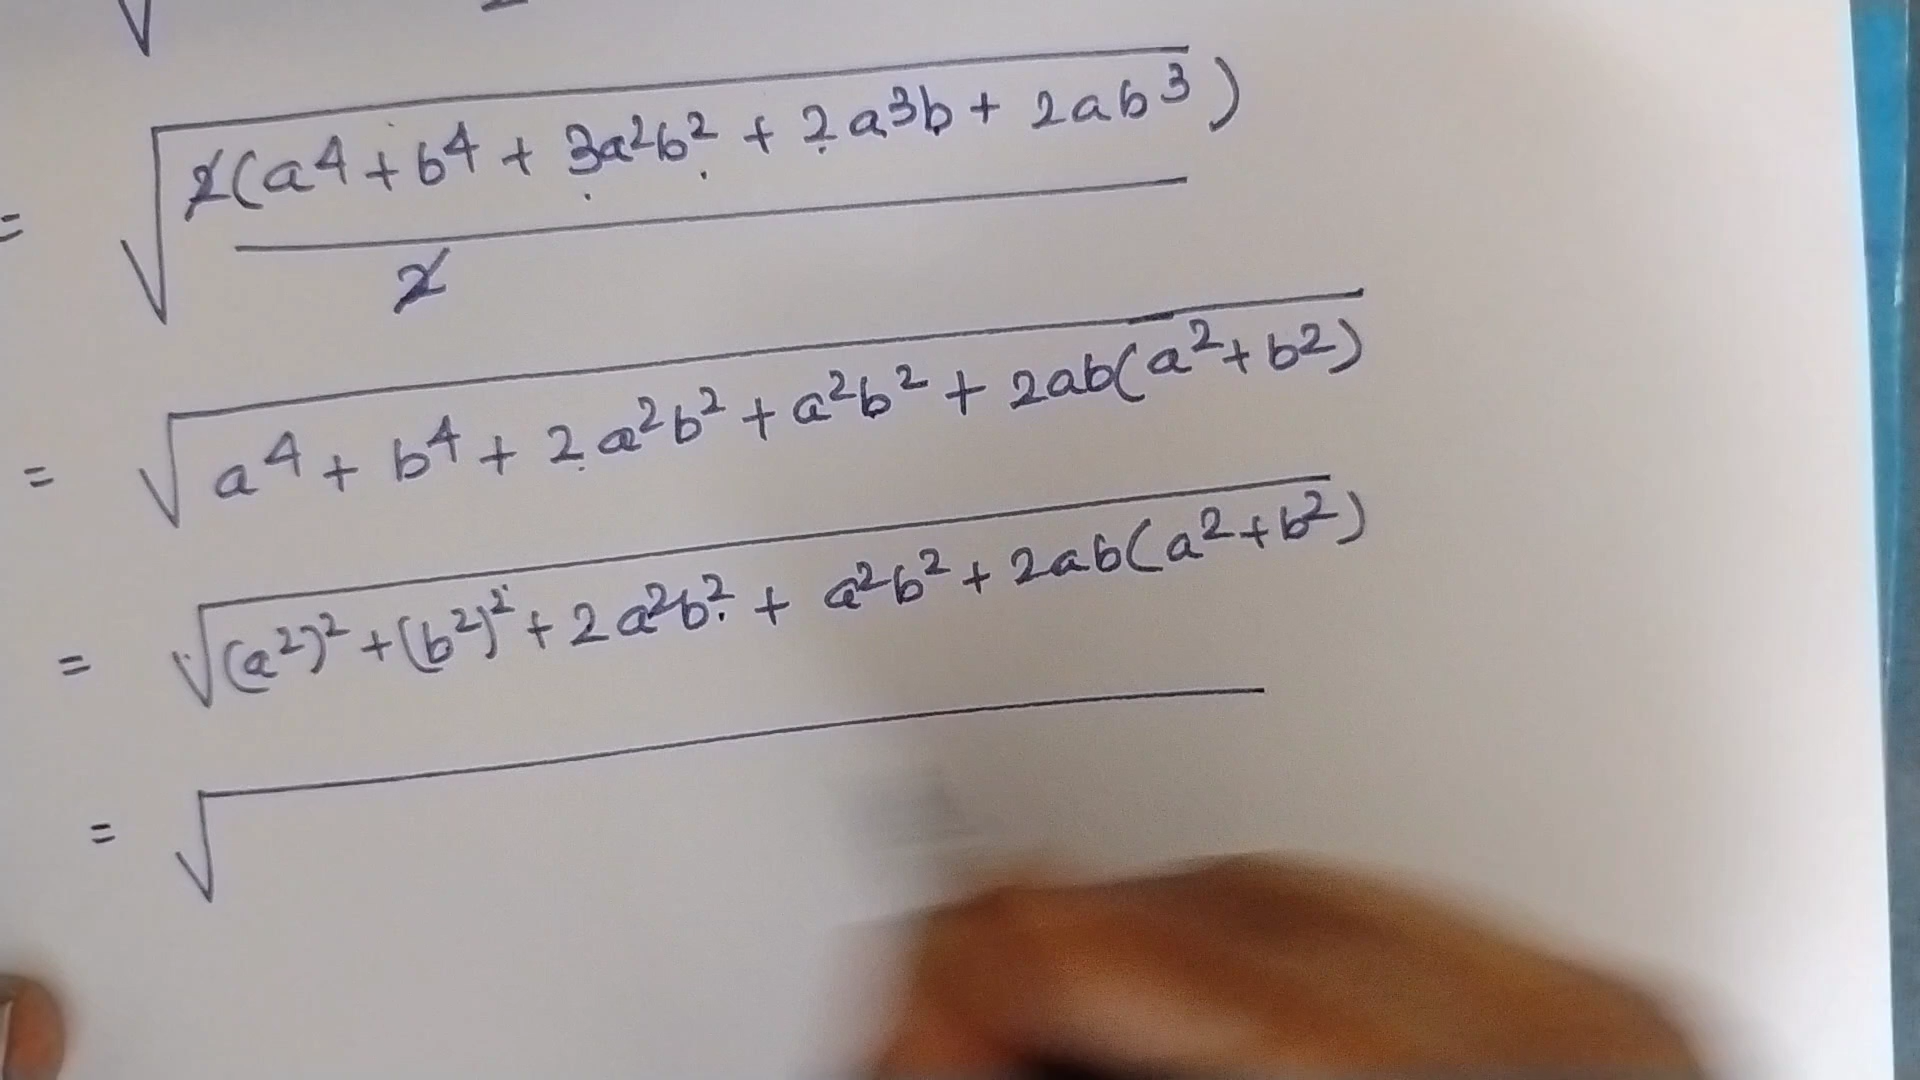 = √(2(a⁴ + b⁴ + 3a²b² + 2a³b + 2ab³)
2
= √a⁴ + b⁴ + 2a²b² + a²b² + 2ab(a² + b²)
= √(a²)² + (b²)² + 2a²b² + a²b² + 2ab(a² + b²)
= √